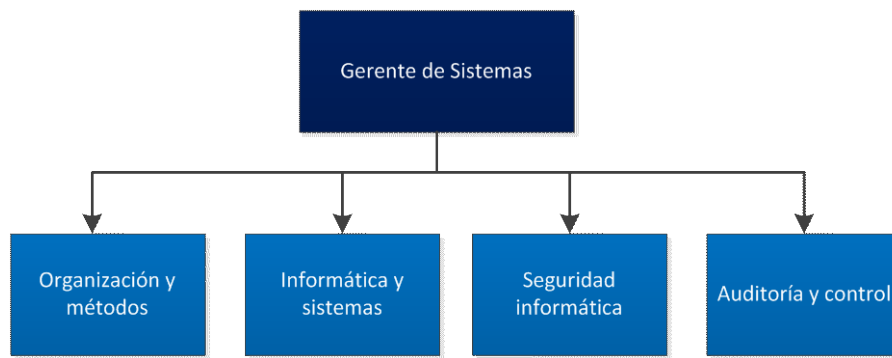 Gerente de Sistemas
Organización y
métodos
Informática y
sistemas
Seguridad
informática
Auditoría y control